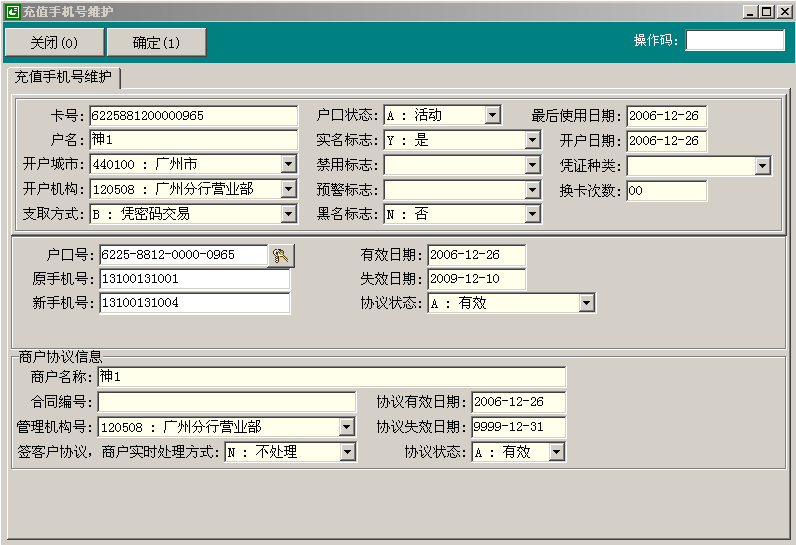 充值手机号维护
关闭(0) 确定(1) 操作码:
充值手机号维护
卡号: 6225881200000965 户口状态: A : 活动 最后使用日期: 2006-12-26
户名: 神1 实名标志: Y : 是 开户日期: 2006-12-26
开户城市: 440100 : 广州市 禁用标志: 凭证种类:
开户机构: 120508 : 广州分行营业部 预警标志: 换卡次数: 00
支取方式: B : 凭密码交易 黑名标志: N : 否
户口号: 6225-8812-0000-0965 有效日期: 2006-12-26
原手机号: 13100131001 失效日期: 2009-12-10
新手机号: 13100131004 协议状态: A : 有效
商户协议信息
商户名称: 神1
合同编号: 协议有效日期: 2006-12-26
管理机构号: 120508 : 广州分行营业部 协议失效日期: 9999-12-31
签客户协议，商户实时处理方式: N : 不处理 协议状态: A : 有效